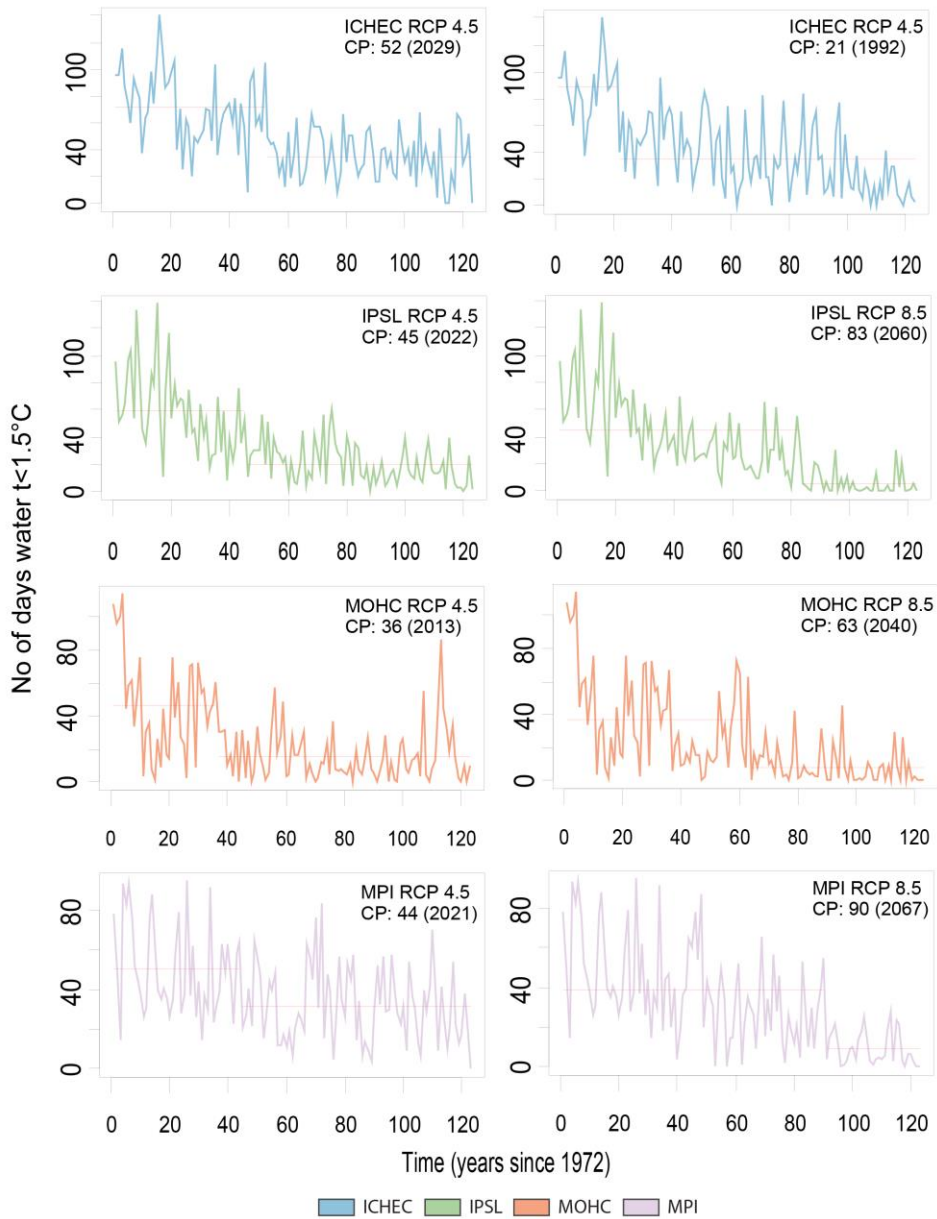 No of days water t<1.5°C
ICHEC RCP 4.5
CP: 52 (2029)
100
40
0
0 20 40 60 80 100 120
ICHEC RCP 4.5
CP: 21 (1992)
100
40
0
0 20 40 60 80 100 120
IPSL RCP 4.5
CP: 45 (2022)
100
40
0
0 20 40 60 80 100 120
IPSL RCP 8.5
CP: 83 (2060)
100
40
0
0 20 40 60 80 100 120
MOHC RCP 4.5
CP: 36 (2013)
80
40
0
0 20 40 60 80 100 120
MOHC RCP 8.5
CP: 63 (2040)
80
40
0
0 20 40 60 80 100 120
MPI RCP 4.5
CP: 44 (2021)
80
40
0
0 20 40 60 80 100 120
MPI RCP 8.5
CP: 90 (2067)
80
40
0
0 20 40 60 80 100 120
Time (years since 1972)
ICHEC IPSL MOHC MPI